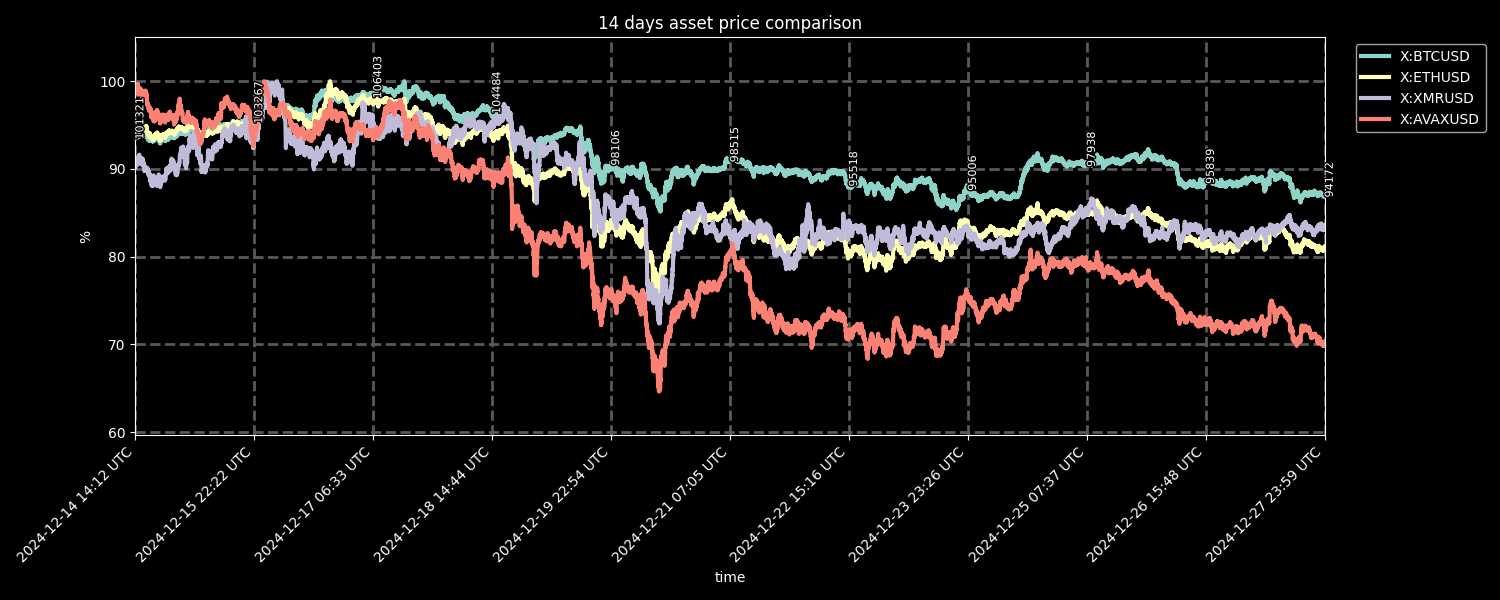 14 days asset price comparison
X:BTCUSD
X:ETHUSD
X:XMRUSD
X:AVAXUSD
100
90
80
70
60
%
101321
103267
106403
104484
98106
98515
95518
95006
97938
95839
94172
2024-12-14 14:12 UTC
2024-12-15 22:22 UTC
2024-12-17 06:33 UTC
2024-12-18 14:44 UTC
2024-12-19 22:54 UTC
2024-12-21 07:05 UTC
2024-12-22 15:16 UTC
2024-12-23 23:26 UTC
2024-12-25 07:37 UTC
2024-12-26 15:48 UTC
2024-12-27 23:59 UTC
time